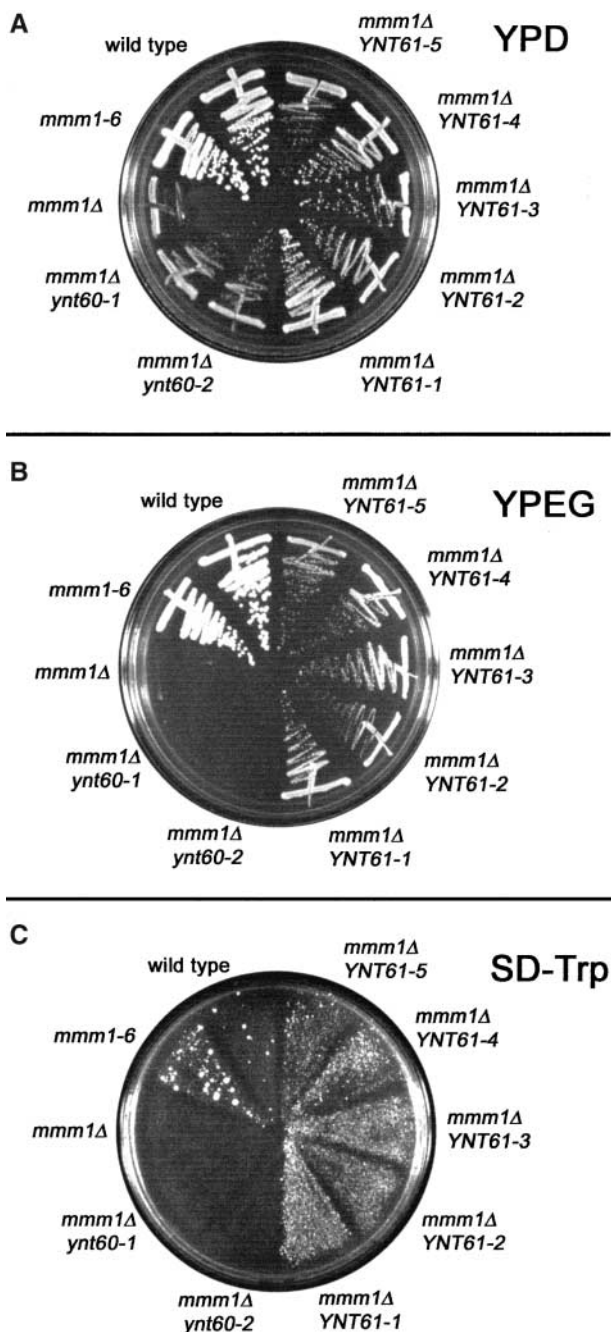 A
YPD
mmm1Δ
YNT61-5
wild type
mmm1Δ
YNT61-4
mmm1-6
mmm1Δ
YNT61-3
mmm1Δ
mmm1Δ
YNT61-2
mmm1Δ
ynt60-1
mmm1Δ
YNT61-1
mmm1Δ
ynt60-2
B
YPEG
mmm1Δ
YNT61-5
wild type
mmm1Δ
YNT61-4
mmm1-6
mmm1Δ
YNT61-3
mmm1Δ
mmm1Δ
YNT61-2
mmm1Δ
ynt60-1
mmm1Δ
YNT61-1
mmm1Δ
ynt60-2
C
SD-Trp
mmm1Δ
YNT61-5
wild type
mmm1Δ
YNT61-4
mmm1-6
mmm1Δ
YNT61-3
mmm1Δ
mmm1Δ
YNT61-2
mmm1Δ
ynt60-1
mmm1Δ
YNT61-1
mmm1Δ
ynt60-2